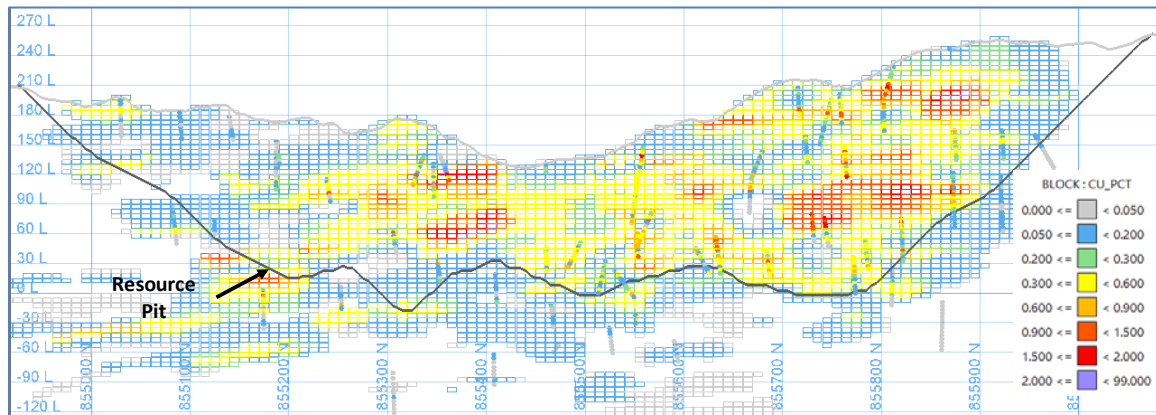 270 L
240 L
210 L
180 L
150 L
120 L
90 L
60 L
30 L
0 L
-30 L
-60 L
-90 L
-120 L
Resource
Pit
855000 N
855100 N
855200 N
855300 N
855400 N
855500 N
855600 N
855700 N
855800 N
855900 N
BLOCK : CU_PCT
0.000 <= < 0.050
0.050 <= < 0.200
0.200 <= < 0.300
0.300 <= < 0.600
0.600 <= < 0.900
0.900 <= < 1.500
1.500 <= < 2.000
2.000 <= < 99.000